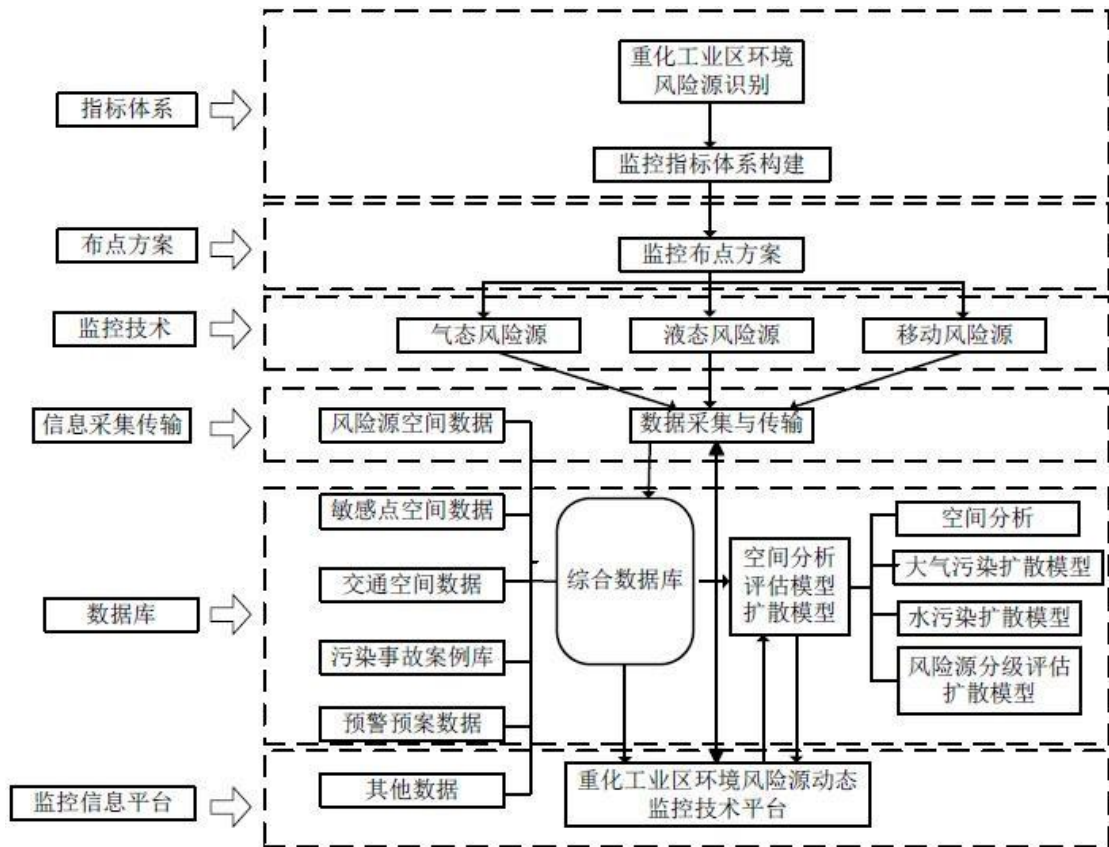 重化工业区环境
风险源识别
指标体系
监控指标体系构建
布点方案
监控布点方案
监控技术
气态风险源
液态风险源
移动风险源
信息采集传输
风险源空间数据
数据采集与传输
敏感点空间数据
空间分析
综合数据库
空间分析
评估模型
扩散模型
大气污染扩散模型
交通空间数据
数据库
水污染扩散模型
污染事故案例库
风险源分级评估
扩散模型
预警预案数据
监控信息平台
其他数据
重化工业区环境风险源动态
监控技术平台